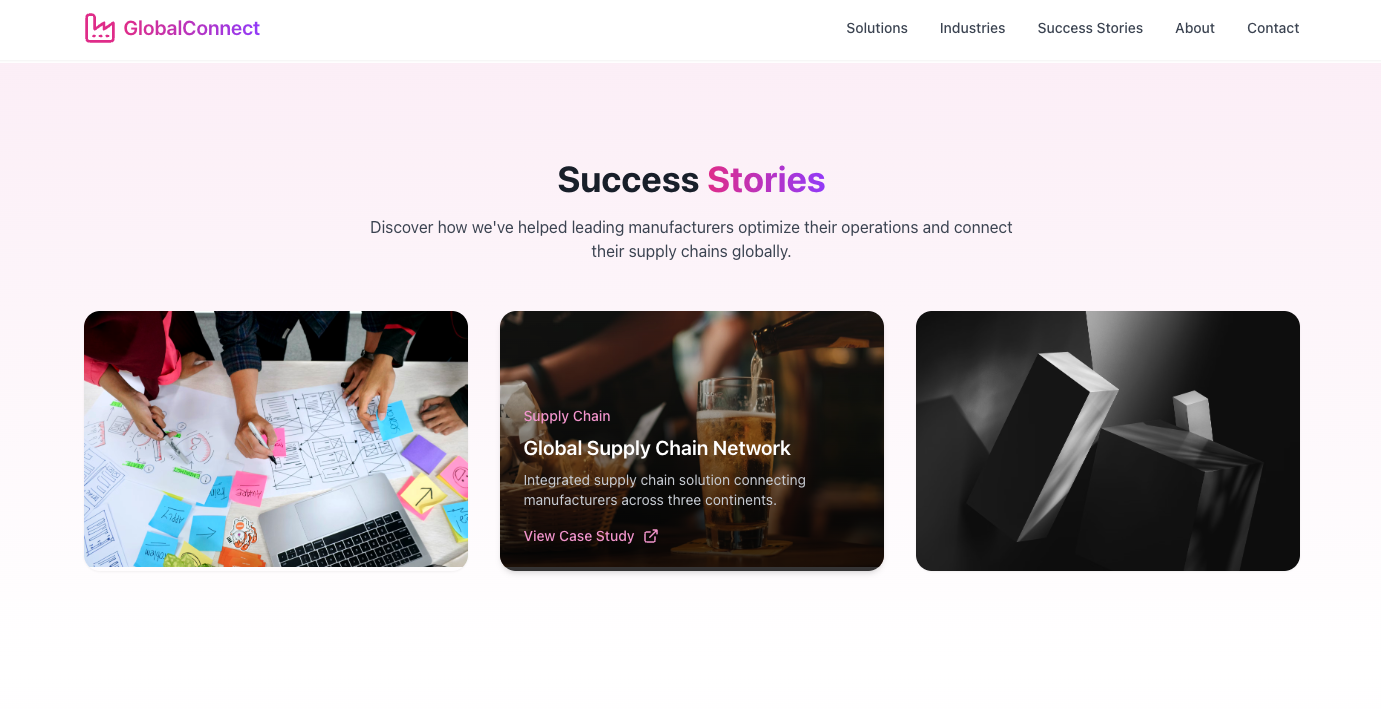 GlobalConnect
Solutions
Industries
Success Stories
About
Contact
Success Stories
Discover how we've helped leading manufacturers optimize their operations and connect
their supply chains globally.
Supply Chain
Global Supply Chain Network
Integrated supply chain solution connecting
manufacturers across three continents.
View Case Study